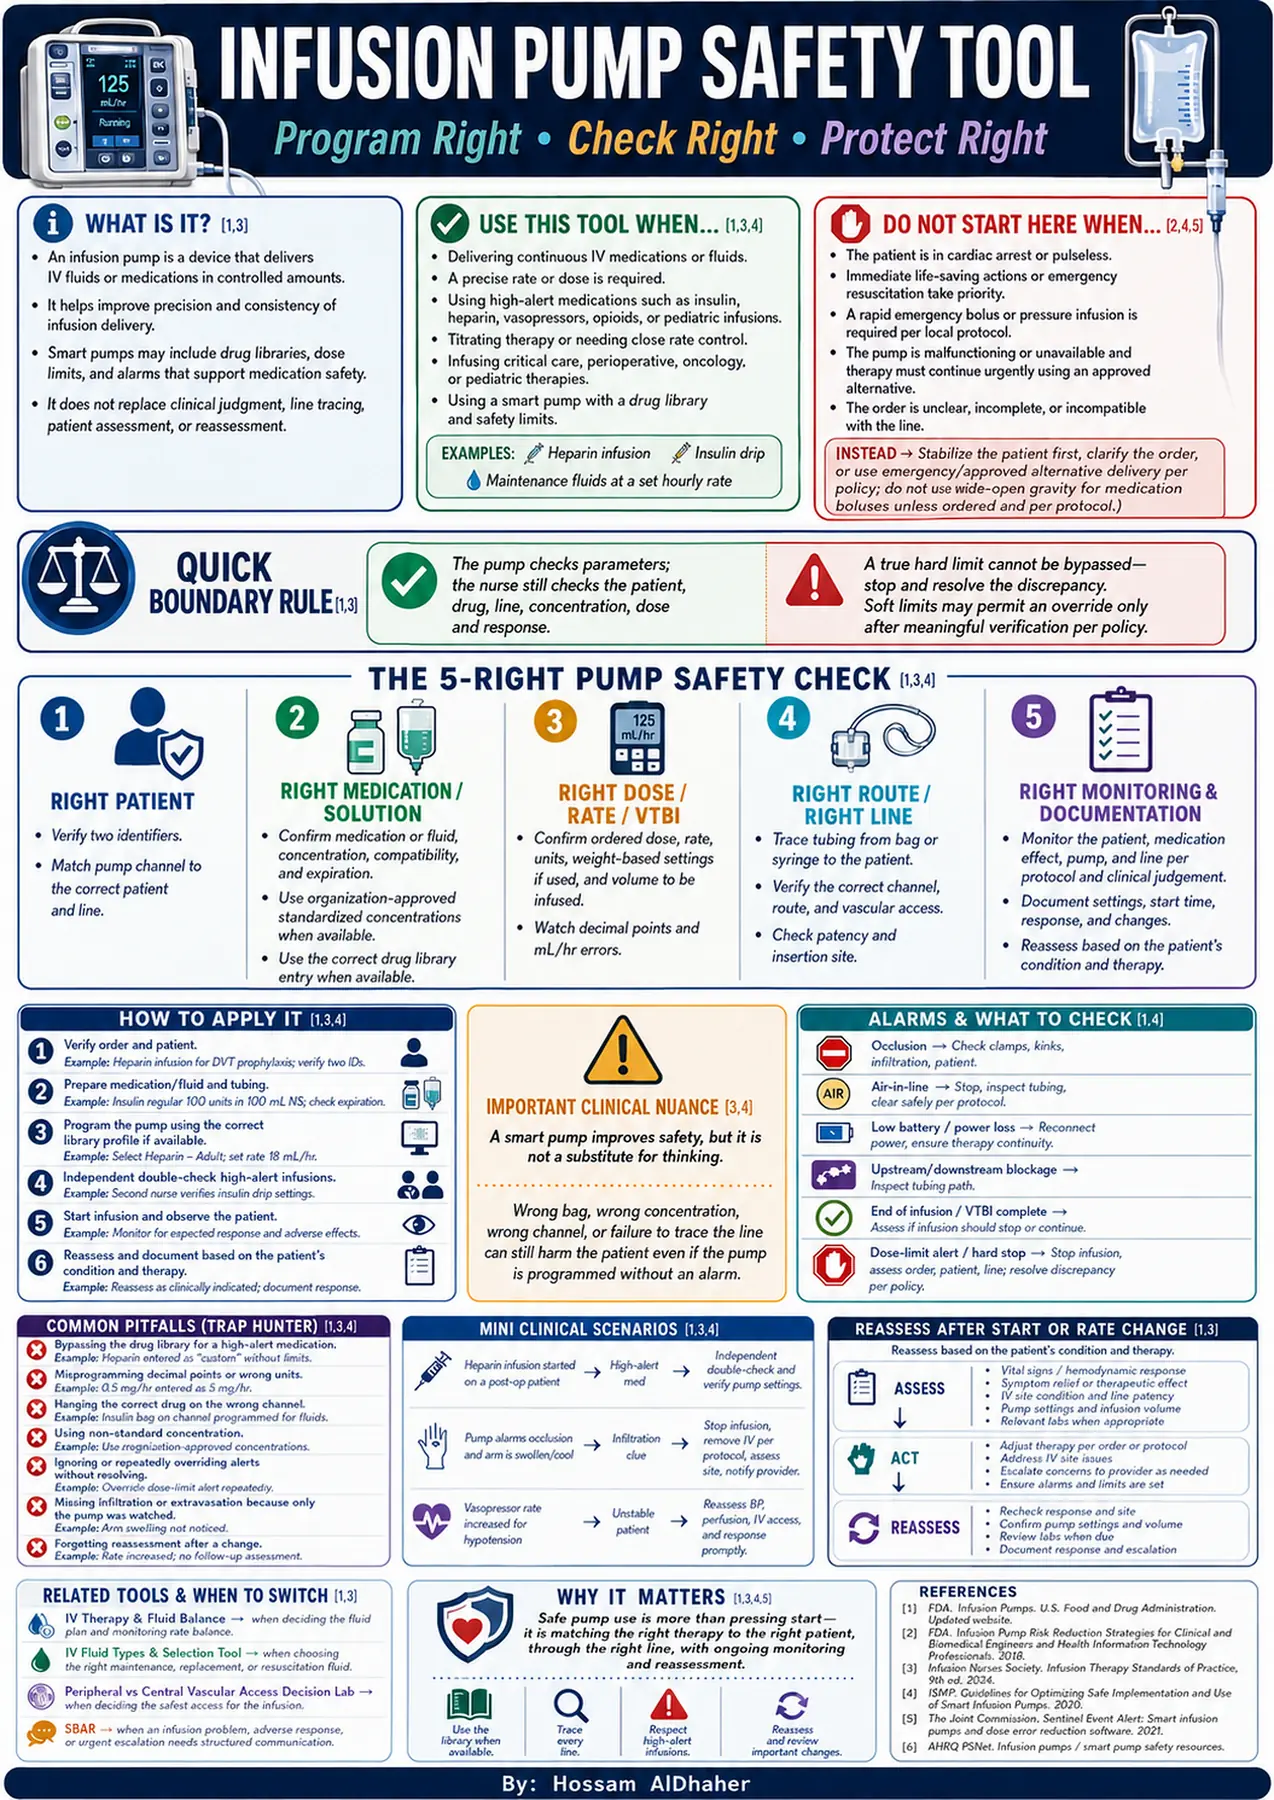 INFUSION PUMP SAFETY TOOL
Program Right • Check Right • Protect Right
125
mL/hr
Running
WHAT IS IT? [1,3]
• An infusion pump is a device that delivers
IV fluids or medications in controlled amounts.
• It helps improve precision and consistency of
infusion delivery.
• Smart pumps may include drug libraries, dose
limits, and alarms that support medication safety.
• It does not replace clinical judgment, line tracing,
patient assessment, or reassessment.
USE THIS TOOL WHEN... [1,3,4]
• Delivering continuous IV medications or fluids.
• A precise rate or dose is required.
• Using high-alert medications such as insulin,
heparin, vasopressors, opioids, or pediatric infusions.
• Titrating therapy or needing close rate control.
• Infusing critical care, perioperative, oncology,
or pediatric therapies.
• Using a smart pump with a drug library
and safety limits.
EXAMPLES: Heparin infusion Insulin drip
Maintenance fluids at a set hourly rate
DO NOT START HERE WHEN... [2,4,5]
• The patient is in cardiac arrest or pulseless.
• Immediate life-saving actions or emergency
resuscitation take priority.
• A rapid emergency bolus or pressure infusion is
required per local protocol.
• The pump is malfunctioning or unavailable and
therapy must continue urgently using an approved
alternative.
• The order is unclear, incomplete, or incompatible
with the line.
INSTEAD → Stabilize the patient first, clarify the order,
or use emergency/approved alternative delivery per
policy; do not use wide-open gravity for medication
boluses unless ordered and per protocol.)
QUICK
BOUNDARY RULE [1,3]
The pump checks parameters;
the nurse still checks the patient,
drug, line, concentration, dose
and response.
A true hard limit cannot be bypassed—
stop and resolve the discrepancy.
Soft limits may permit an override only
after meaningful verification per policy.
THE 5-RIGHT PUMP SAFETY CHECK [1,3,4]
1
RIGHT PATIENT
• Verify two identifiers.
• Match pump channel to
the correct patient
and line.
2
RIGHT MEDICATION /
SOLUTION
• Confirm medication or fluid,
concentration, compatibility,
and expiration.
• Use organization-approved
standardized concentrations
when available.
• Use the correct drug library
entry when available.
3
125
mL/hr
RIGHT DOSE /
RATE / VTBI
• Confirm ordered dose, rate,
units, weight-based settings
if used, and volume to be
infused.
• Watch decimal points and
mL/hr errors.
4
RIGHT ROUTE /
RIGHT LINE
• Trace tubing from bag or
syringe to the patient.
• Verify the correct channel,
route, and vascular access.
• Check patency and
insertion site.
5
RIGHT MONITORING &
DOCUMENTATION
• Monitor the patient, medication
effect, pump, and line per
protocol and clinical judgement.
• Document settings, start time,
response, and changes.
• Reassess based on the patient's
condition and therapy.
HOW TO APPLY IT [1,3,4]
1 Verify order and patient.
Example: Heparin infusion for DVT prophylaxis; verify two IDs.
2 Prepare medication/fluid and tubing.
Example: Insulin regular 100 units in 100 mL NS; check expiration.
3 Program the pump using the correct
library profile if available.
Example: Select Heparin – Adult; set rate 18 mL/hr.
4 Independent double-check high-alert infusions.
Example: Second nurse verifies insulin drip settings.
5 Start infusion and observe the patient.
Example: Monitor for expected response and adverse effects.
6 Reassess and document based on the patient's
condition and therapy.
Example: Reassess as clinically indicated; document response.
IMPORTANT CLINICAL NUANCE [3,4]
A smart pump improves safety, but it is
not a substitute for thinking.
Wrong bag, wrong concentration,
wrong channel, or failure to trace the line
can still harm the patient even if the pump
is programmed without an alarm.
ALARMS & WHAT TO CHECK [1,4]
Occlusion → Check clamps, kinks,
infiltration, patient.
AIR
Air-in-line → Stop, inspect tubing,
clear safely per protocol.
Low battery / power loss → Reconnect
power, ensure therapy continuity.
Upstream/downstream blockage →
Inspect tubing path.
End of infusion / VTBI complete →
Assess if infusion should stop or continue.
Dose-limit alert / hard stop → Stop infusion,
assess order, patient, line; resolve discrepancy
per policy.
COMMON PITFALLS (TRAP HUNTER) [1,3,4]
Bypassing the drug library for a high-alert medication.
Example: Heparin entered as "custom" without limits.
Misprogramming decimal points or wrong units.
Example: 0.5 mg/hr entered as 5 mg/hr.
Hanging the correct drug on the wrong channel.
Example: Insulin bag on channel programmed for fluids.
Using non-standard concentration.
Example: Use -approved concentrations.
Ignoring or repeatedly overriding alerts
without resolving.
Example: Override dose-limit alert repeatedly.
Missing infiltration or extravasation because only
the pump was watched.
Example: Arm swelling not noticed.
Forgetting reassessment after a change.
Example: Rate increased; no follow-up assessment.
MINI CLINICAL SCENARIOS [1,3,4]
Heparin infusion started
on a post-op patient
→ High-alert
med
→ Independent
double-check and
verify pump settings.
Pump alarms occlusion
and arm is swollen/cool
→ Infiltration
clue
→ Stop infusion,
remove IV per
protocol, assess
site, notify provider.
Vasopressor rate
increased for
hypotension
→ Unstable
patient
→ Reassess BP,
perfusion, IV access,
and response
promptly.
REASSESS AFTER START OR RATE CHANGE [1,3]
Reassess based on the patient's condition and therapy.
ASSESS
• Vital signs / hemodynamic response
• Symptom relief or therapeutic effect
• IV site condition and line patency
• Pump settings and infusion volume
• Relevant labs when appropriate
ACT
• Adjust therapy per order or protocol
• Address IV site issues
• Escalate concerns to provider as needed
• Ensure alarms and limits are set
REASSESS
• Recheck response and site
• Confirm pump settings and volume
• Review labs when due
• Document response and escalation
RELATED TOOLS & WHEN TO SWITCH [1,3]
IV Therapy & Fluid Balance → when deciding the fluid
plan and monitoring rate balance.
IV Fluid Types & Selection Tool → when choosing
the right maintenance, replacement, or resuscitation fluid.
Peripheral vs Central Vascular Access Decision Lab →
when deciding the safest access for the infusion.
SBAR → when an infusion problem, adverse response,
or urgent escalation needs structured communication.
WHY IT MATTERS [1,3,4,5]
Safe pump use is more than pressing start—
it is matching the right therapy to the right patient,
through the right line, with ongoing monitoring
and reassessment.
Use the
library when
available.
Trace
every
line.
Respect
high-alert
infusions.
Reassess
and review
important changes.
REFERENCES
[1] FDA. Infusion Pumps. U.S. Food and Drug Administration.
Updated website.
[2] FDA. Infusion Pump Risk Reduction Strategies for Clinical and
Biomedical Engineers and Health Information Technology
Professionals. 2018.
[3] Infusion Nurses Society. Infusion Therapy Standards of Practice,
9th ed. 2024.
[4] ISMP. Guidelines for Optimizing Safe Implementation and Use
of Smart Infusion Pumps. 2020.
[5] The Joint Commission. Sentinel Event Alert: Smart infusion
pumps and dose error reduction software. 2021.
[6] AHRQ PSNet. Infusion pumps / smart pump safety resources.
By: Hossam AlDhaher